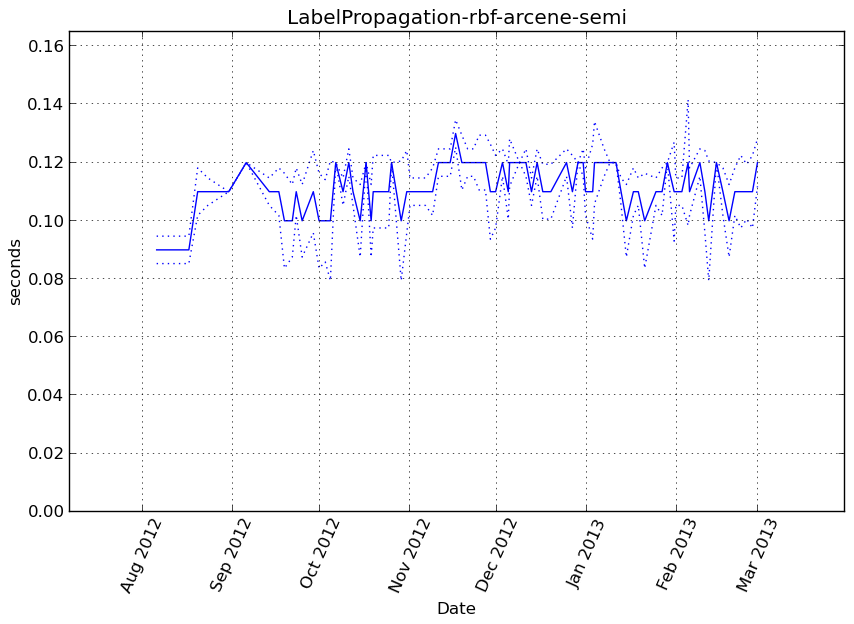 LabelPropagation-rbf-arcene-semi
0.16
0.14
0.12
0.10
0.08
0.06
0.04
0.02
0.00
seconds
Aug 2012
Sep 2012
Oct 2012
Nov 2012
Dec 2012
Jan 2013
Feb 2013
Mar 2013
Date